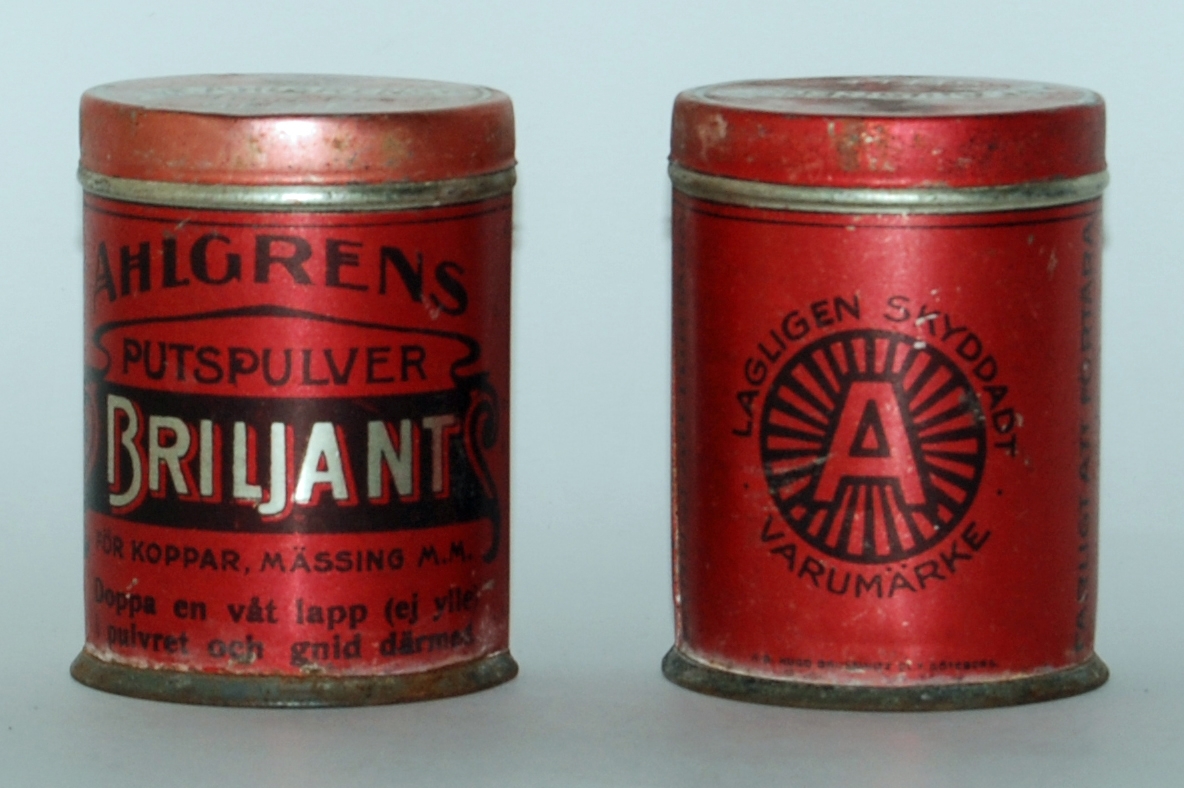 AHLGRENS
PUTSPULVER
BRILJANT
FÖR KOPPAR, MÄSSING M.M.
Doppa en våt lapp (ej ylle)
i pulvret och gnid därmed
LAGLIGEN SKYDDADT
A
VARUMÄRKE
GÖTEBORG.